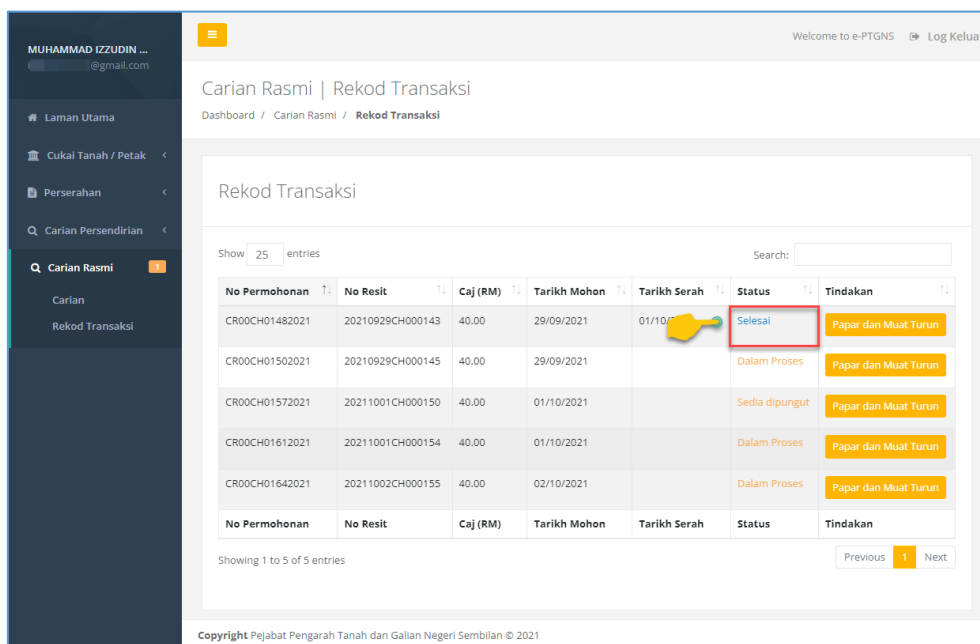 MUHAMMAD IZZUDIN ...
@gmail.com
Laman Utama
Cukai Tanah / Petak
Perserahan
Carian Persendirian
Carian Rasmi 1
Carian
Rekod Transaksi
Welcome to e-PTGNS Log Kelua
Carian Rasmi | Rekod Transaksi
Dashboard / Carian Rasmi / Rekod Transaksi
Rekod Transaksi
Show 25 entries Search:
No Permohonan No Resit Caj (RM) Tarikh Mohon Tarikh Serah Status Tindakan
CR00CH01482021 20210929CH000143 40.00 29/09/2021 01/10/ Selesai Papar dan Muat Turun
CR00CH01502021 20210929CH000145 40.00 29/09/2021 Dalam Proses Papar dan Muat Turun
CR00CH01572021 20211001CH000150 40.00 01/10/2021 Sedia dipungut Papar dan Muat Turun
CR00CH01612021 20211001CH000154 40.00 01/10/2021 Dalam Proses Papar dan Muat Turun
CR00CH01642021 20211002CH000155 40.00 02/10/2021 Dalam Proses Papar dan Muat Turun
No Permohonan No Resit Caj (RM) Tarikh Mohon Tarikh Serah Status Tindakan
Showing 1 to 5 of 5 entries Previous 1 Next
Copyright Pejabat Pengarah Tanah dan Galian Negeri Sembilan © 2021